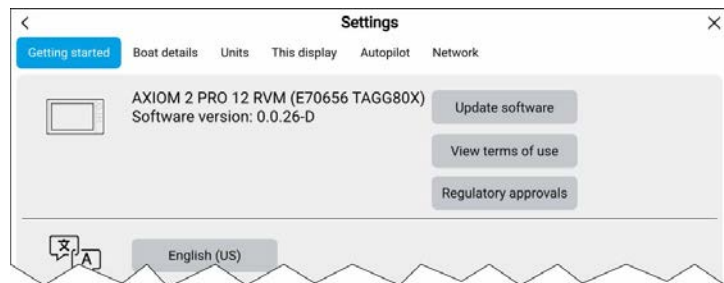 Settings
Getting started Boat details Units This display Autopilot Network
AXIOM 2 PRO 12 RVM (E70656 TAGG80X)
Software version: 0.0.26-D
Update software
View terms of use
Regulatory approvals
文 A
English (US)